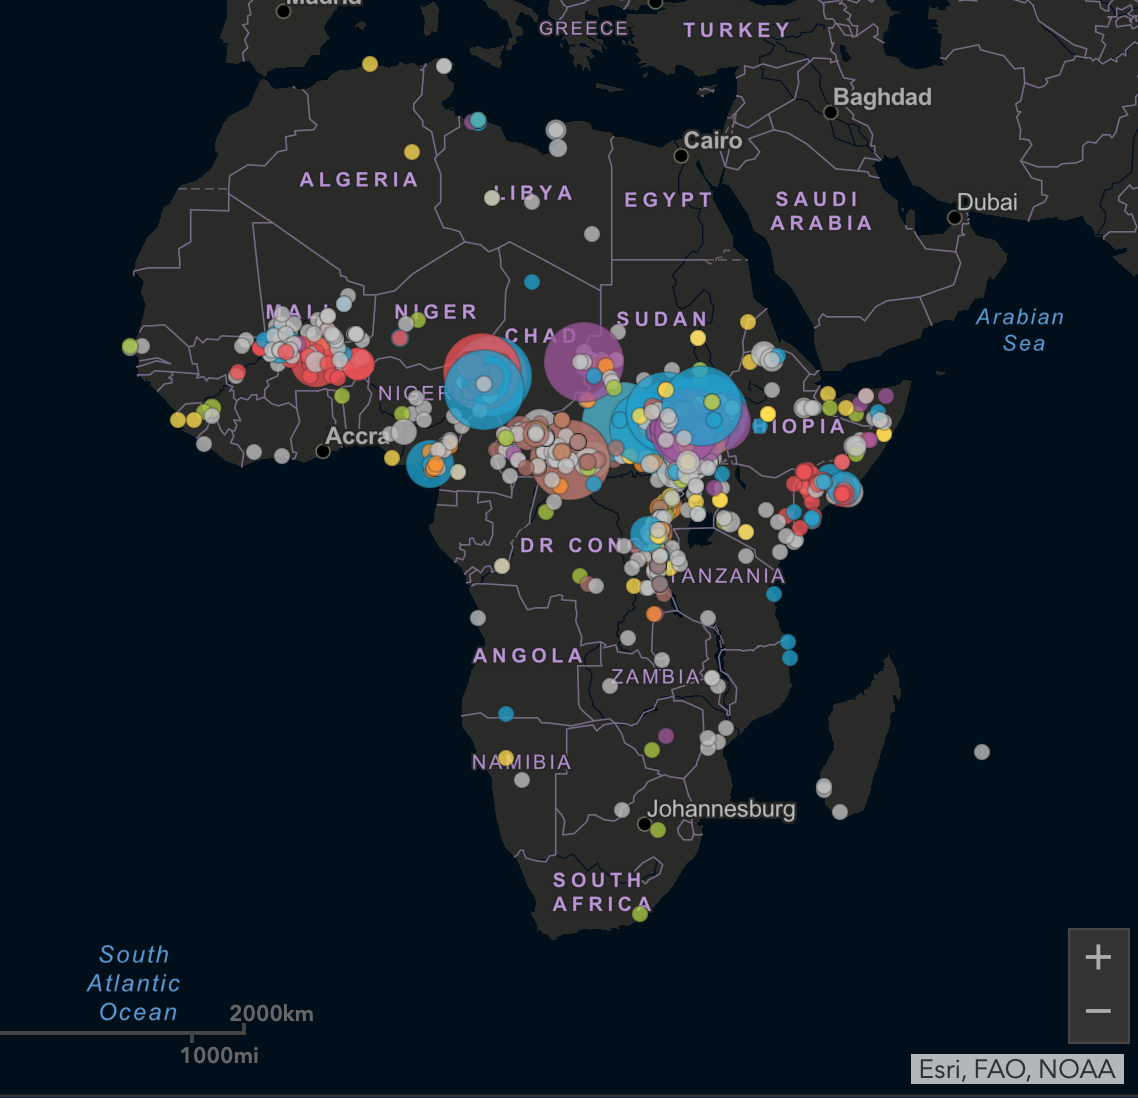 Madrid
GREECE
TURKEY
Baghdad
Cairo
ALGERIA
LIBYA
EGYPT
SAUDI
ARABIA
Dubai
MALI
NIGER
CHAD
SUDAN
Arabian
Sea
NIGER
Accra
HIOPIA
DR CON
TANZANIA
ANGOLA
ZAMBIA
NAMIBIA
Johannesburg
SOUTH
AFRICA
South
Atlantic
Ocean
2000km
1000mi
+
−
Esri, FAO, NOAA